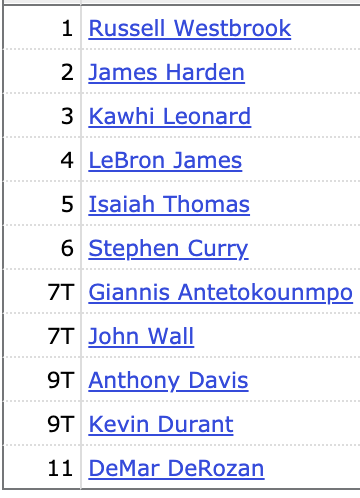 1 Russell Westbrook
2 James Harden
3 Kawhi Leonard
4 LeBron James
5 Isaiah Thomas
6 Stephen Curry
7T Giannis Antetokounmpo
7T John Wall
9T Anthony Davis
9T Kevin Durant
11 DeMar DeRozan